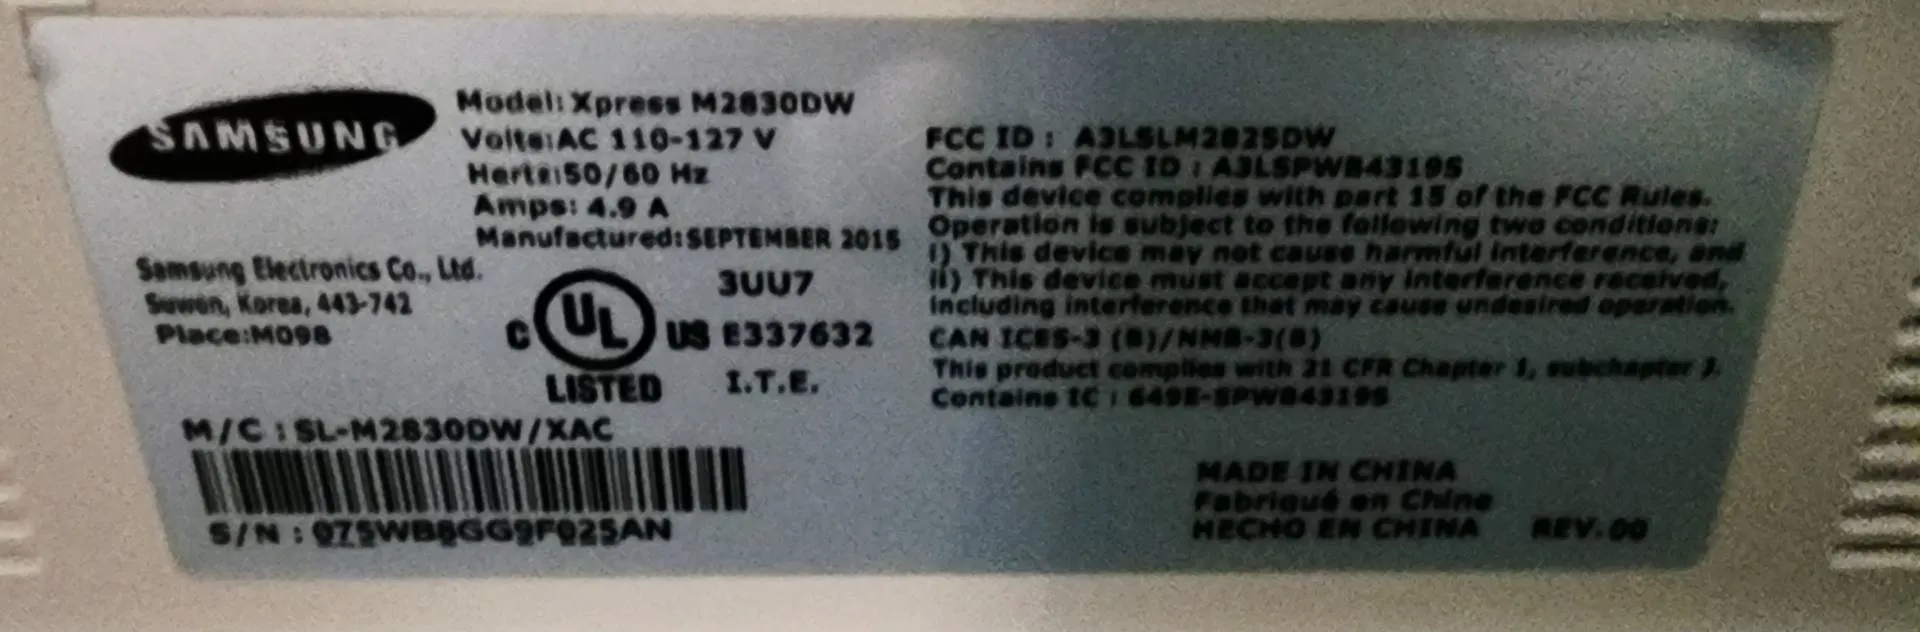 SAMSUNG
Model: Xpress M2830DW
Volts:AC 110-127 V
Hertz:50/60 Hz
Amps: 4.9 A
Manufactured:SEPTEMBER 2015
Samsung Electronics Co., Ltd.
Suwon, Korea, 443-742
Place:M098
C UL US
LISTED
3UU7
E337632
I.T.E.
M/C : SL-M2830DW/XAC
S/N : 075WB8GG9F025AN
FCC ID : A3LSLM2825DW
Contains FCC ID : A3LSPWB4319S
This device complies with part 15 of the FCC Rules.
Operation is subject to the following two conditions:
i) This device may not cause harmful interference, and
ii) This device must accept any interference received,
including interference that may cause undesired operation.
CAN ICES-3 (B)/NMB-3(B)
This product complies with 21 CFR Chapter 1, subchapter J.
Contains IC : 649E-SPWB4319S
MADE IN CHINA
Fabriqué en Chine
HECHO EN CHINA REV.00